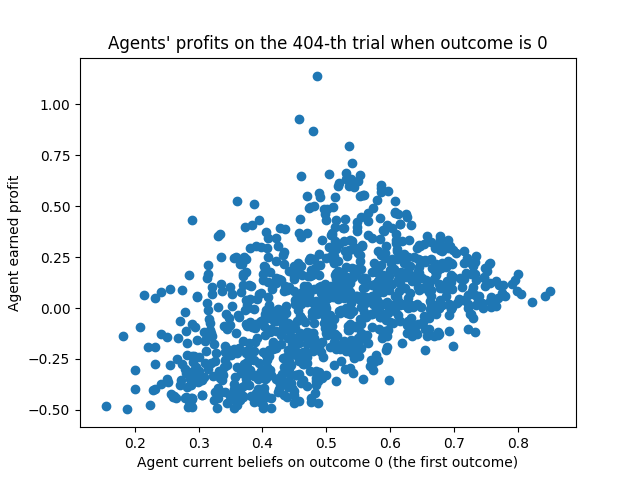 Agents' profits on the 404-th trial when outcome is 0
Agent earned profit
1.00
0.75
0.50
0.25
0.00
−0.25
−0.50
0.2 0.3 0.4 0.5 0.6 0.7 0.8
Agent current beliefs on outcome 0 (the first outcome)